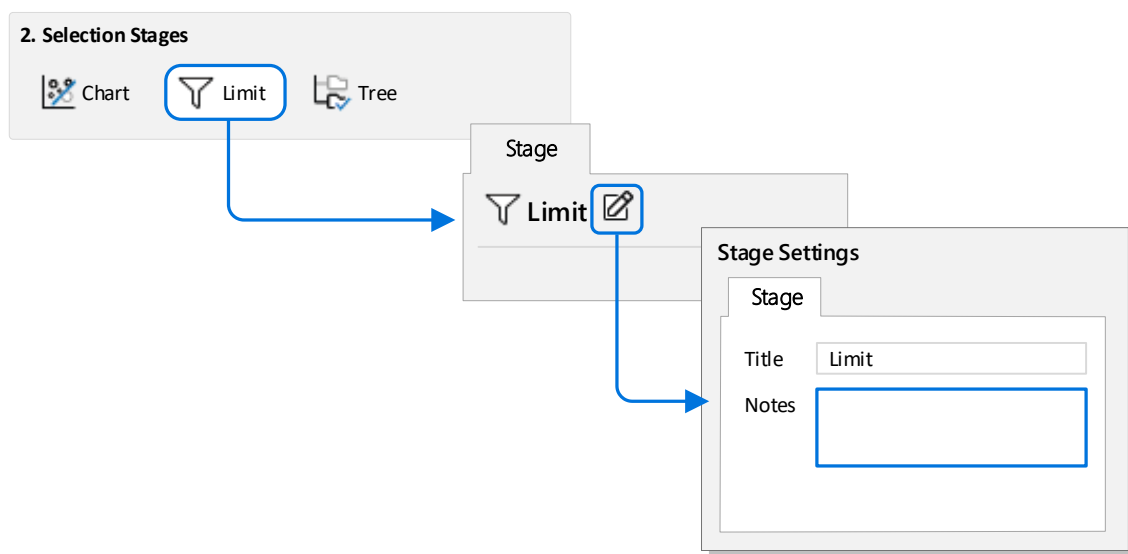 2. Selection Stages
Chart
Limit
Tree
Stage
Limit
Stage Settings
Stage
Title
Limit
Notes